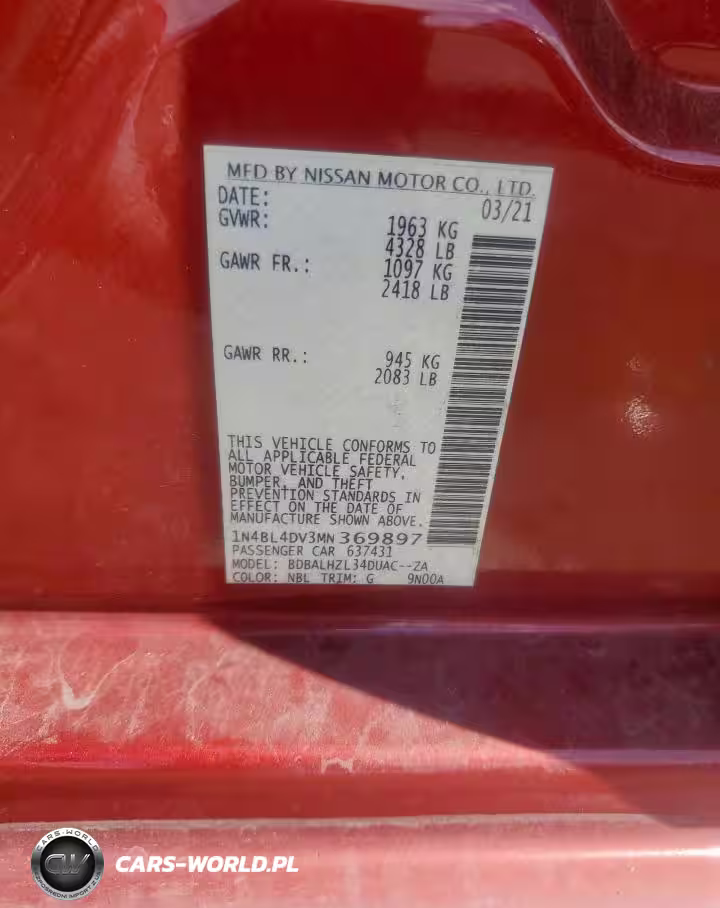 MFD BY NISSAN MOTOR CO., LTD.
DATE: 03/21
GVWR: 1963 KG
4328 LB
GAWR FR.: 1097 KG
2418 LB
GAWR RR.: 945 KG
2083 LB
THIS VEHICLE CONFORMS TO
ALL APPLICABLE FEDERAL
MOTOR VEHICLE SAFETY,
BUMPER, AND THEFT
PREVENTION STANDARDS IN
EFFECT ON THE DATE OF
MANUFACTURE SHOWN ABOVE.
1N4BL4DV3MN369897
PASSENGER CAR 637431
MODEL: BDBALHZL34DUAC--ZA
COLOR: NBL TRIM: G 9N00A
CARS-WORLD
CW
CARS-WORLD.PL